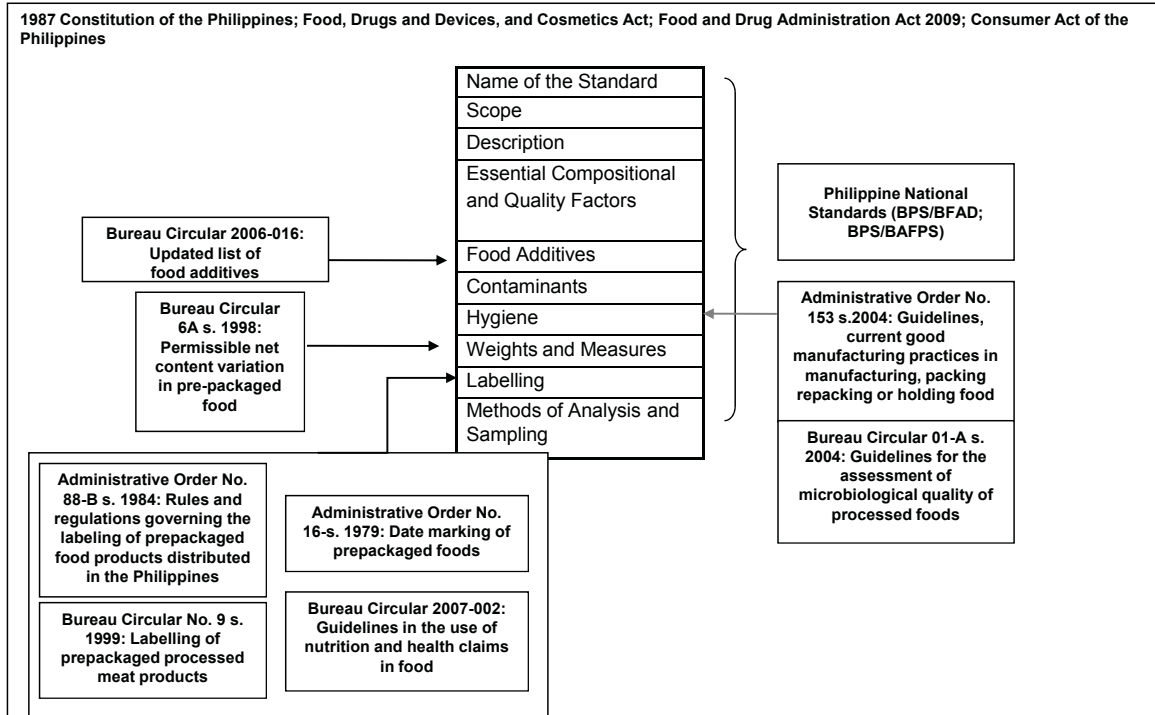 1987 Constitution of the Philippines; Food, Drugs and Devices, and Cosmetics Act; Food and Drug Administration Act 2009; Consumer Act of the
Philippines
Name of the Standard
Scope
Description
Essential Compositional
and Quality Factors
Food Additives
Contaminants
Hygiene
Weights and Measures
Labelling
Methods of Analysis and
Sampling
Bureau Circular 2006-016:
Updated list of
food additives
Bureau Circular
6A s. 1998:
Permissible net
content variation
in pre-packaged
food
Philippine National
Standards (BPS/BFAD;
BPS/BAFPS)
Administrative Order No.
153 s.2004: Guidelines,
current good
manufacturing practices in
manufacturing, packing
repacking or holding food
Bureau Circular 01-A s.
2004: Guidelines for the
assessment of
microbiological quality of
processed foods
Administrative Order No.
88-B s. 1984: Rules and
regulations governing the
labeling of prepackaged
food products distributed
in the Philippines
Administrative Order No.
16-s. 1979: Date marking of
prepackaged foods
Bureau Circular No. 9 s.
1999: Labelling of
prepackaged processed
meat products
Bureau Circular 2007-002:
Guidelines in the use of
nutrition and health claims
in food